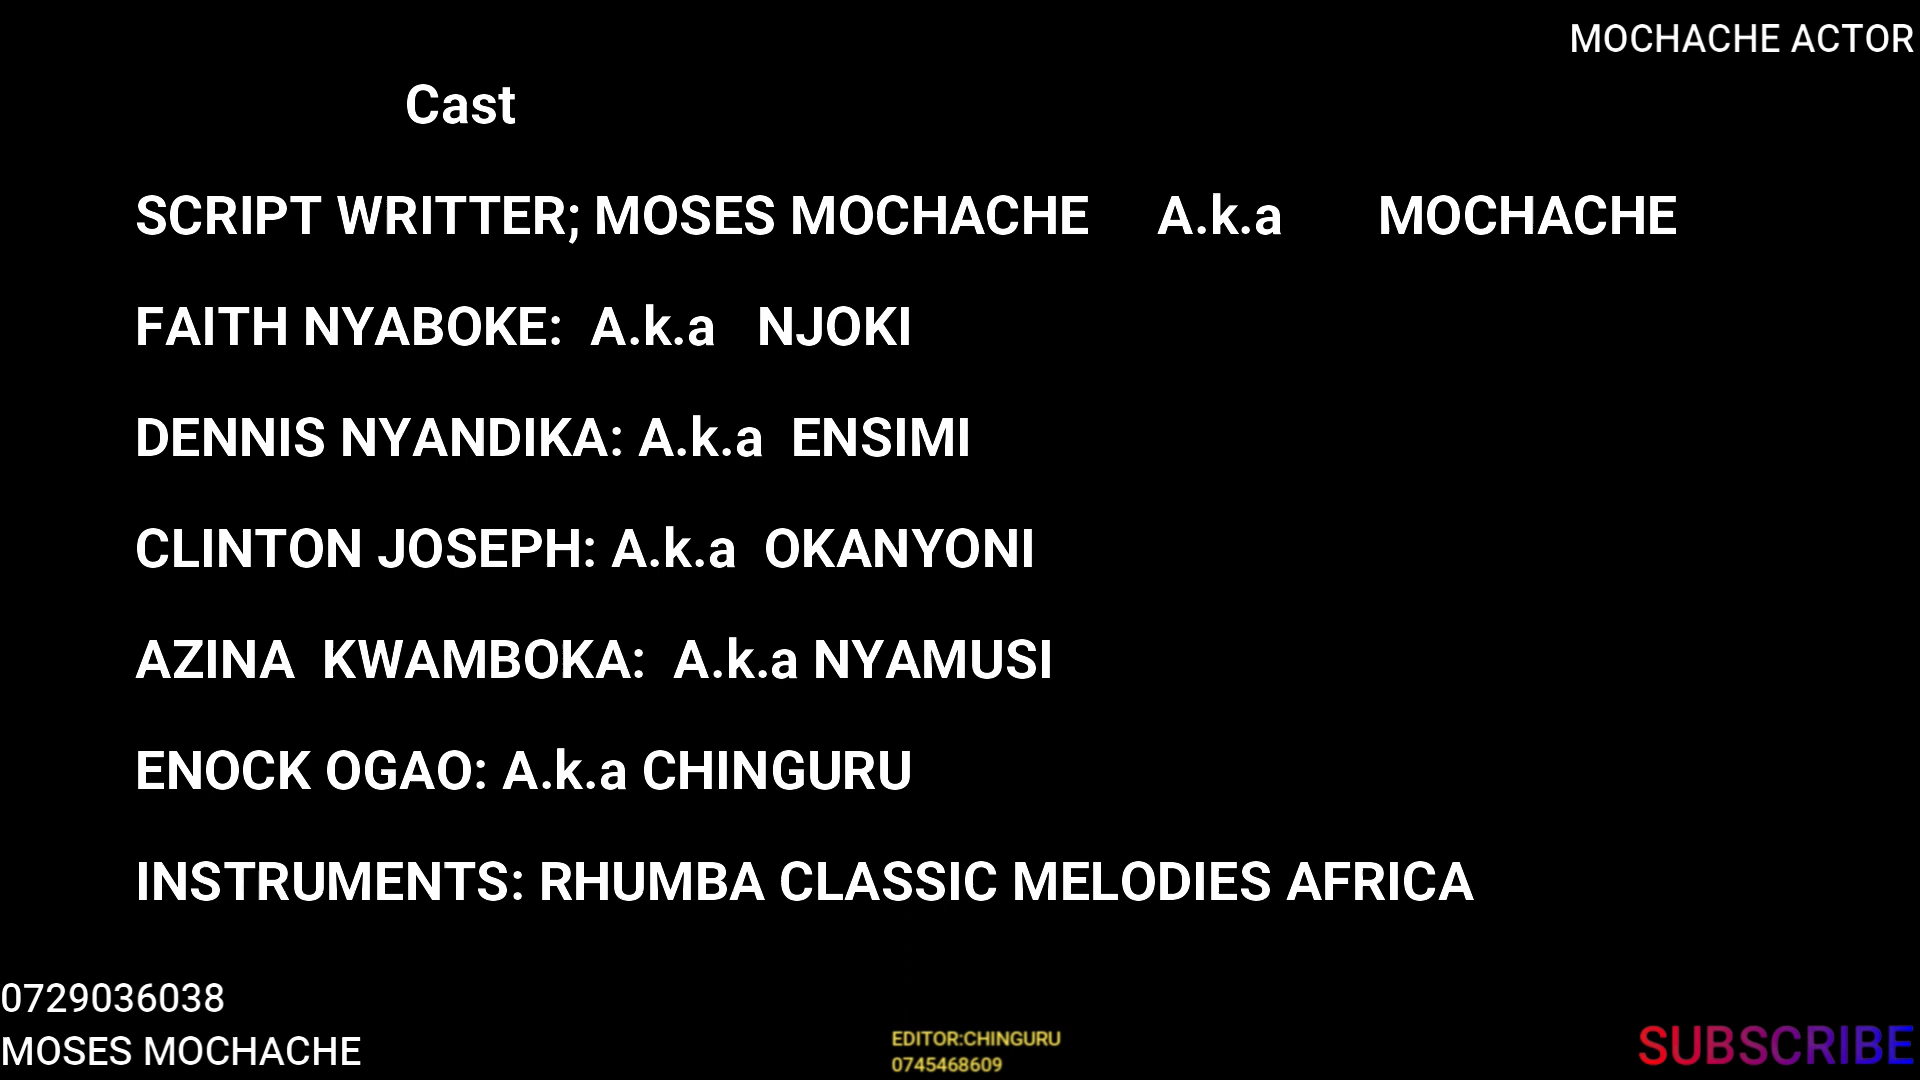 MOCHACHE ACTOR
Cast
SCRIPT WRITTER; MOSES MOCHACHE A.k.a MOCHACHE
FAITH NYABOKE: A.k.a NJOKI
DENNIS NYANDIKA: A.k.a ENSIMI
CLINTON JOSEPH: A.k.a OKANYONI
AZINA KWAMBOKA: A.k.a NYAMUSI
ENOCK OGAO: A.k.a CHINGURU
INSTRUMENTS: RHUMBA CLASSIC MELODIES AFRICA
0729036038
MOSES MOCHACHE
EDITOR:CHINGURU
0745468609
SUBSCRIBE